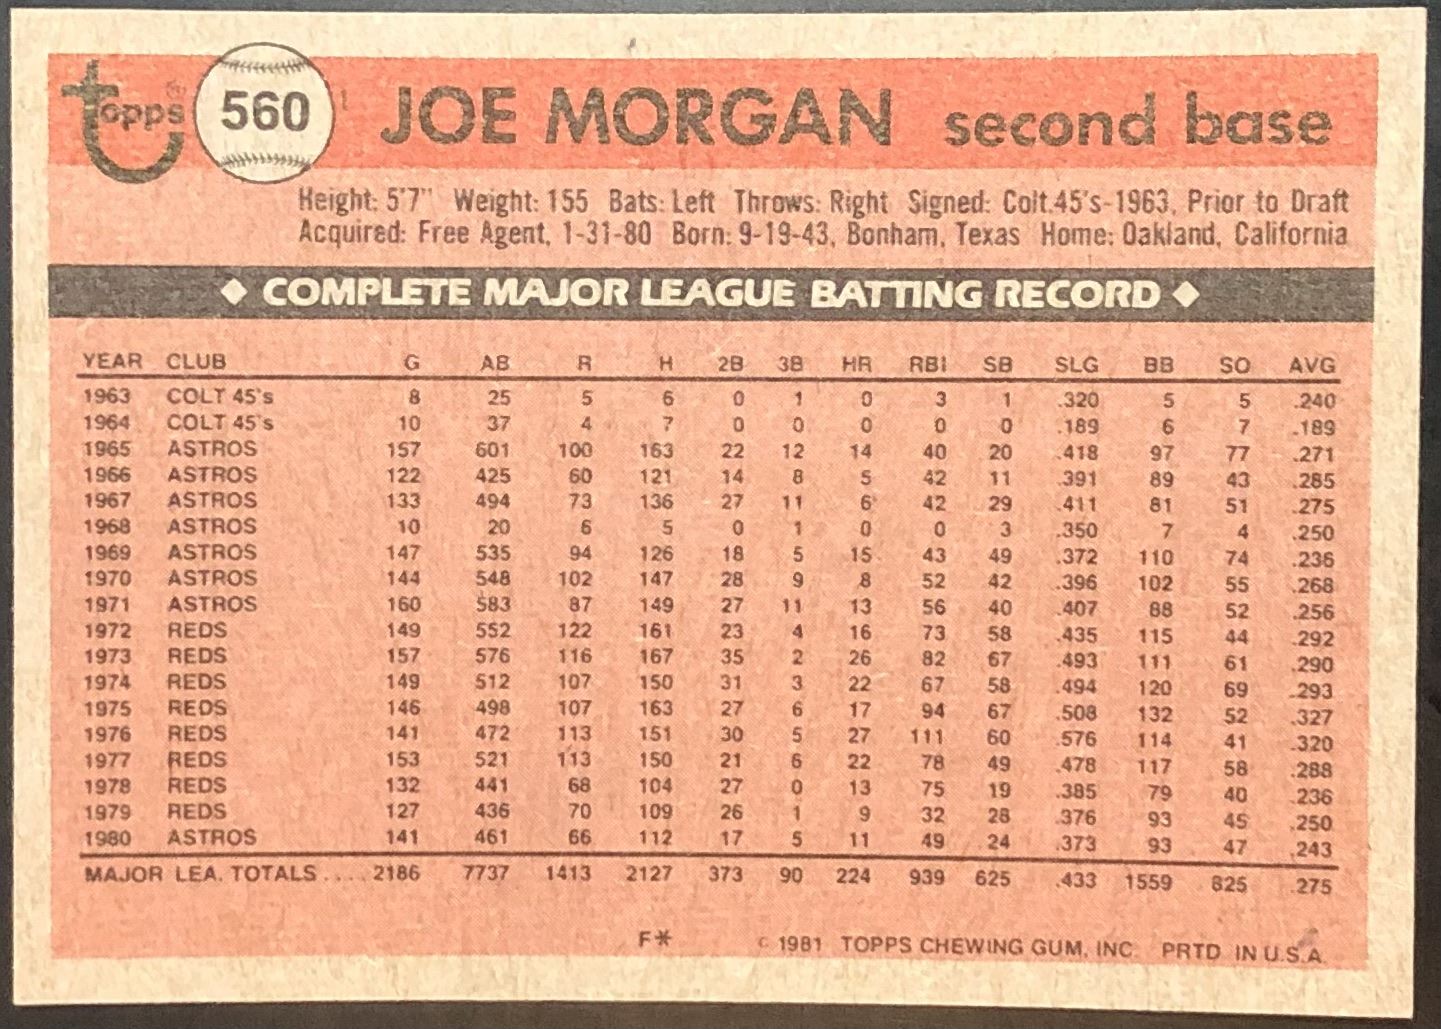 topps® 560 JOE MORGAN second base
Height: 5'7" Weight: 155 Bats: Left Throws: Right Signed: Colt.45's-1963, Prior to Draft
Acquired: Free Agent, 1-31-80 Born: 9-19-43, Bonham, Texas Home: Oakland, California
◆ COMPLETE MAJOR LEAGUE BATTING RECORD ◆
YEAR CLUB G AB R H 2B 3B HR RBI SB SLG BB SO AVG
1963 COLT 45's 8 25 5 6 0 1 0 3 1 .320 5 5 .240
1964 COLT 45's 10 37 4 7 0 0 0 0 0 .189 6 7 .189
1965 ASTROS 157 601 100 163 22 12 14 40 20 .418 97 77 .271
1966 ASTROS 122 425 60 121 14 8 5 42 11 .391 89 43 .285
1967 ASTROS 133 494 73 136 27 11 6 42 29 .411 81 51 .275
1968 ASTROS 10 20 6 5 0 1 0 0 3 .350 7 4 .250
1969 ASTROS 147 535 94 126 18 5 15 43 49 .372 110 74 .236
1970 ASTROS 144 548 102 147 28 9 8 52 42 .396 102 55 .268
1971 ASTROS 160 583 87 149 27 11 13 56 40 .407 88 52 .256
1972 REDS 149 552 122 161 23 4 16 73 58 .435 115 44 .292
1973 REDS 157 576 116 167 35 2 26 82 67 .493 111 61 .290
1974 REDS 149 512 107 150 31 3 22 67 58 .494 120 69 .293
1975 REDS 146 498 107 163 27 6 17 94 67 .508 132 52 .327
1976 REDS 141 472 113 151 30 5 27 111 60 .576 114 41 .320
1977 REDS 153 521 113 150 21 6 22 78 49 .478 117 58 .288
1978 REDS 132 441 68 104 27 0 13 75 19 .385 79 40 .236
1979 REDS 127 436 70 109 26 1 9 32 28 .376 93 45 .250
1980 ASTROS 141 461 66 112 17 5 11 49 24 .373 93 47 .243
MAJOR LEA. TOTALS .... 2186 7737 1413 2127 373 90 224 939 625 .433 1559 825 .275
F* © 1981 TOPPS CHEWING GUM, INC. PRTD IN U.S.A.